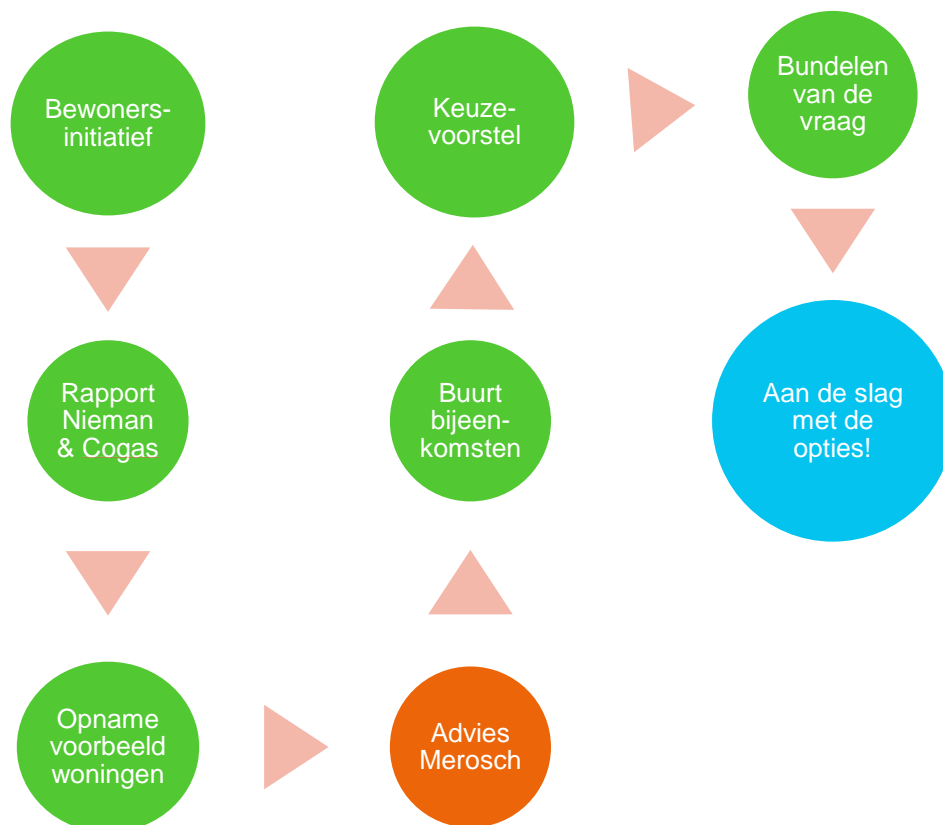 Bewoners-
initiatief
Rapport
Nieman
& Cogas
Opname
voorbeeld
woningen
Advies
Merosch
Buurt
bijeen-
komsten
Keuze-
voorstel
Bundelen
van de
vraag
Aan de slag
met de
opties!